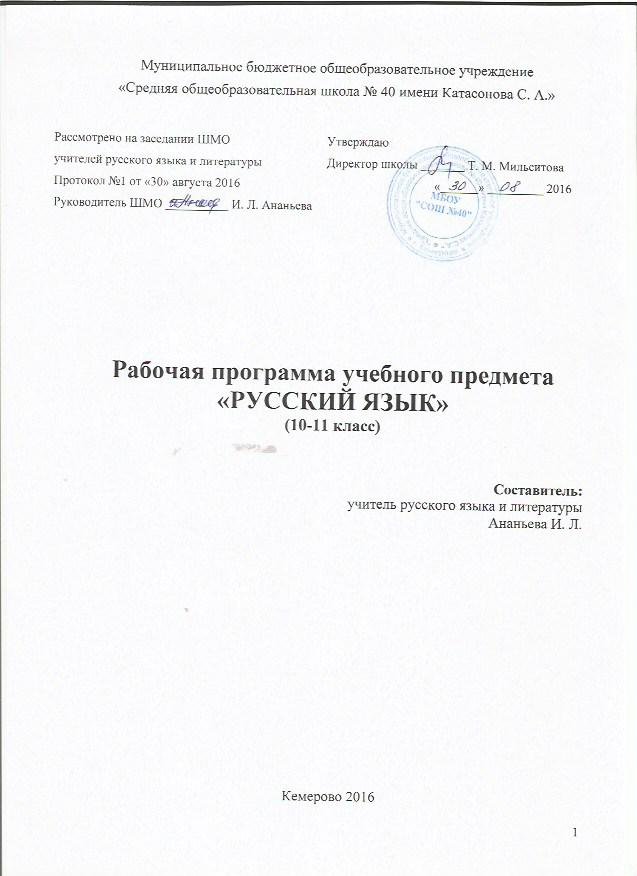 Муниципальное бюджетное общеобразовательное учреждение
«Средняя общеобразовательная школа № 40 имени Катасонова С. А.»
Рассмотрено на заседании ШМО
учителей русского языка и литературы
Протокол №1 от «30» августа 2016
Руководитель ШМО __________ И. Л. Ананьева
Утверждаю
Директор школы _______ Т. М. Мильситова
« 30 » 08 2016
МБОУ
"СОШ №40"
Рабочая программа учебного предмета
«РУССКИЙ ЯЗЫК»
(10-11 класс)
Составитель:
учитель русского языка и литературы
Ананьева И. Л.
Кемерово 2016
1